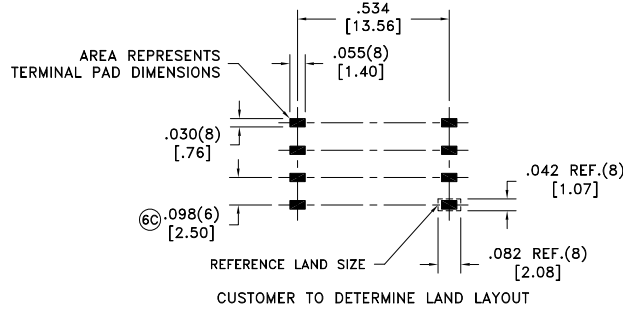 .534
[13.56]
AREA REPRESENTS
TERMINAL PAD DIMENSIONS
.055(8)
[1.40]
.030(8)
[.76]
.042 REF.(8)
[1.07]
6C .098(6)
[2.50]
REFERENCE LAND SIZE
.082 REF.(8)
[2.08]
CUSTOMER TO DETERMINE LAND LAYOUT